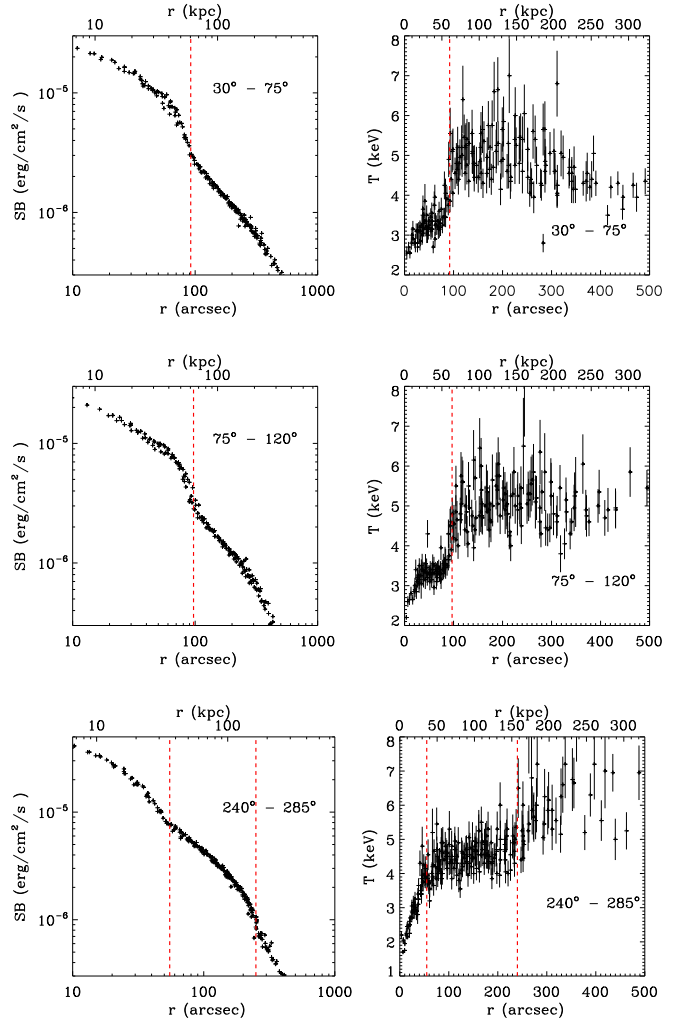 r (kpc)
10 100
SB (erg/cm²/s )
10⁻⁵
10⁻⁶
30° − 75°
10 100 1000
r (arcsec)
r (kpc)
0 50 100 150 200 250 300
T (keV)
8
7
6
5
4
3
2
30° − 75°
0 100 200 300 400 500
r (arcsec)
r (kpc)
10 100
SB (erg/cm²/s )
10⁻⁵
10⁻⁶
75° − 120°
10 100 1000
r (arcsec)
r (kpc)
0 50 100 150 200 250 300
T (keV)
8
7
6
5
4
3
2
75° − 120°
0 100 200 300 400 500
r (arcsec)
r (kpc)
10 100
SB (erg/cm²/s )
10⁻⁵
10⁻⁶
240° − 285°
10 100 1000
r (arcsec)
r (kpc)
0 50 100 150 200 250 300
T (keV)
8
7
6
5
4
3
2
1
240° − 285°
0 100 200 300 400 500
r (arcsec)